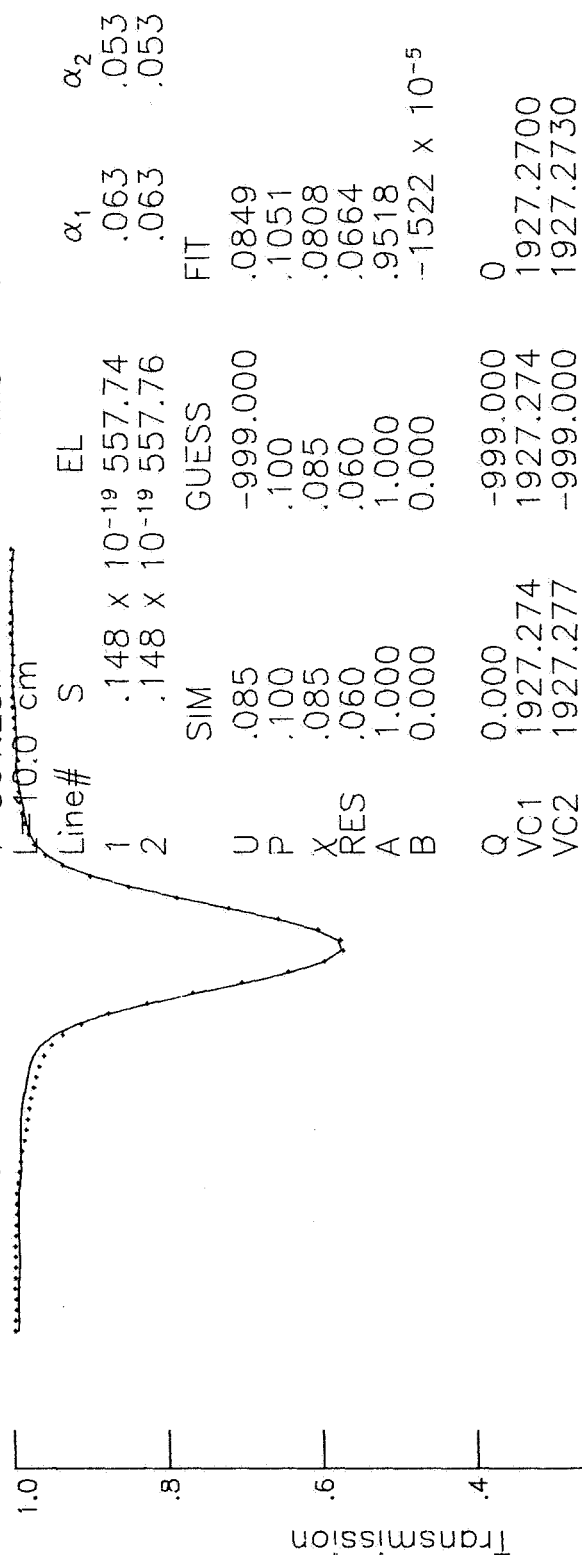 L=10.0 cm
Line# S EL α₁ α₂
1 .148 x 10⁻¹⁹ 557.74 .063 .053
2 .148 x 10⁻¹⁹ 557.76 .063 .053
SIM GUESS FIT
U .085 -999.000 .0849
P .100 .100 .1051
X .085 .085 .0808
RES .060 .060 .0664
A 1.000 1.000 .9518
B 0.000 0.000 -1522 x 10⁻⁵
Q 0.000 -999.000 0
VC1 1927.274 1927.274 1927.2700
VC2 1927.277 -999.000 1927.2730
1.0
.8
.6
.4
Transmission